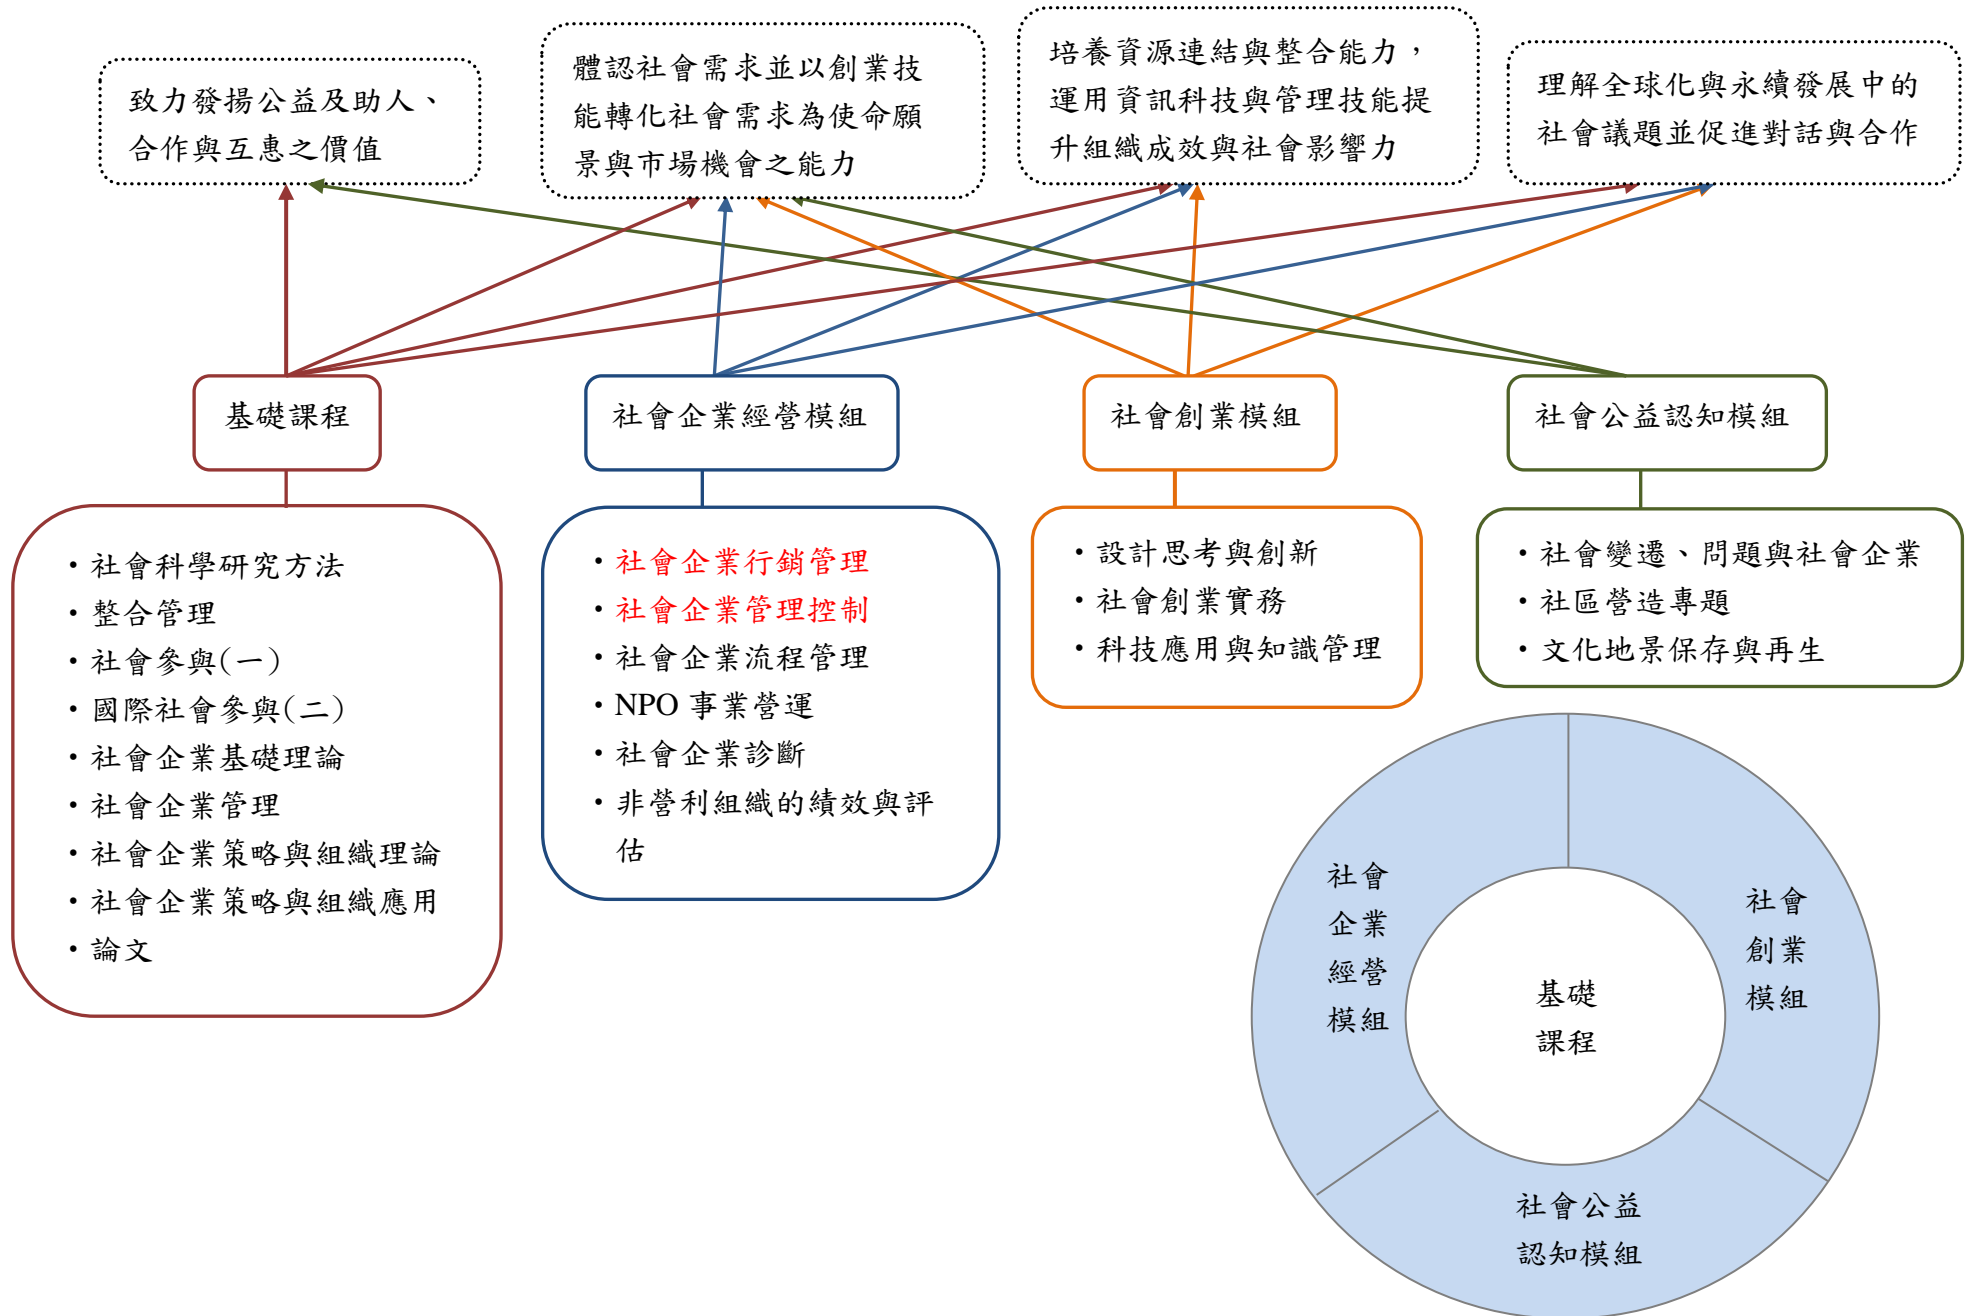 致力發揚公益及助人、
合作與互惠之價值
體認社會需求並以創業技
能轉化社會需求為使命願
景與市場機會之能力
培養資源連結與整合能力，
運用資訊科技與管理技能提
升組織成效與社會影響力
理解全球化與永續發展中的
社會議題並促進對話與合作
基礎課程
社會企業經營模組
社會創業模組
社會公益認知模組
・社會科學研究方法
・整合管理
・社會參與(一)
・國際社會參與(二)
・社會企業基礎理論
・社會企業管理
・社會企業策略與組織理論
・社會企業策略與組織應用
・論文
・社會企業行銷管理
・社會企業管理控制
・社會企業流程管理
・NPO 事業營運
・社會企業診斷
・非營利組織的績效與評
估
・設計思考與創新
・社會創業實務
・科技應用與知識管理
・社會變遷、問題與社會企業
・社區營造專題
・文化地景保存與再生
社會
企業
經營
模組
社會
創業
模組
基礎
課程
社會公益
認知模組